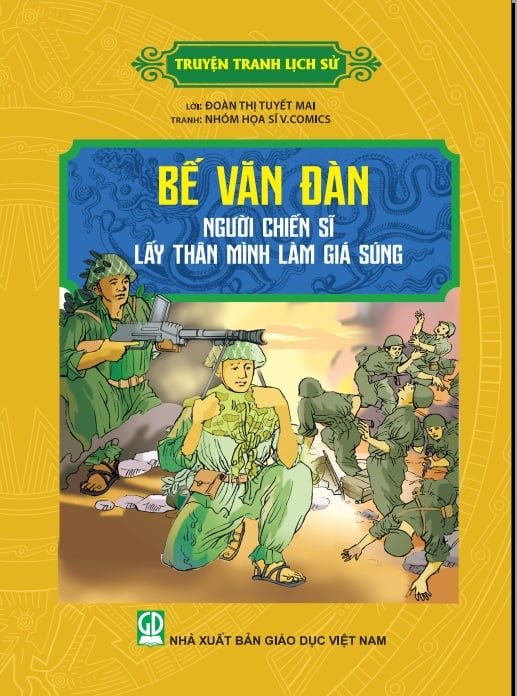 TRUYỆN TRANH LỊCH SỬ
LỜI: ĐOÀN THỊ TUYẾT MAI
TRANH: NHÓM HỌA SĨ V.COMICS
BẾ VĂN ĐÀN
NGƯỜI CHIẾN SĨ
LẤY THÂN MÌNH LÀM GIÁ SÚNG
GD
NHÀ XUẤT BẢN GIÁO DỤC VIỆT NAM